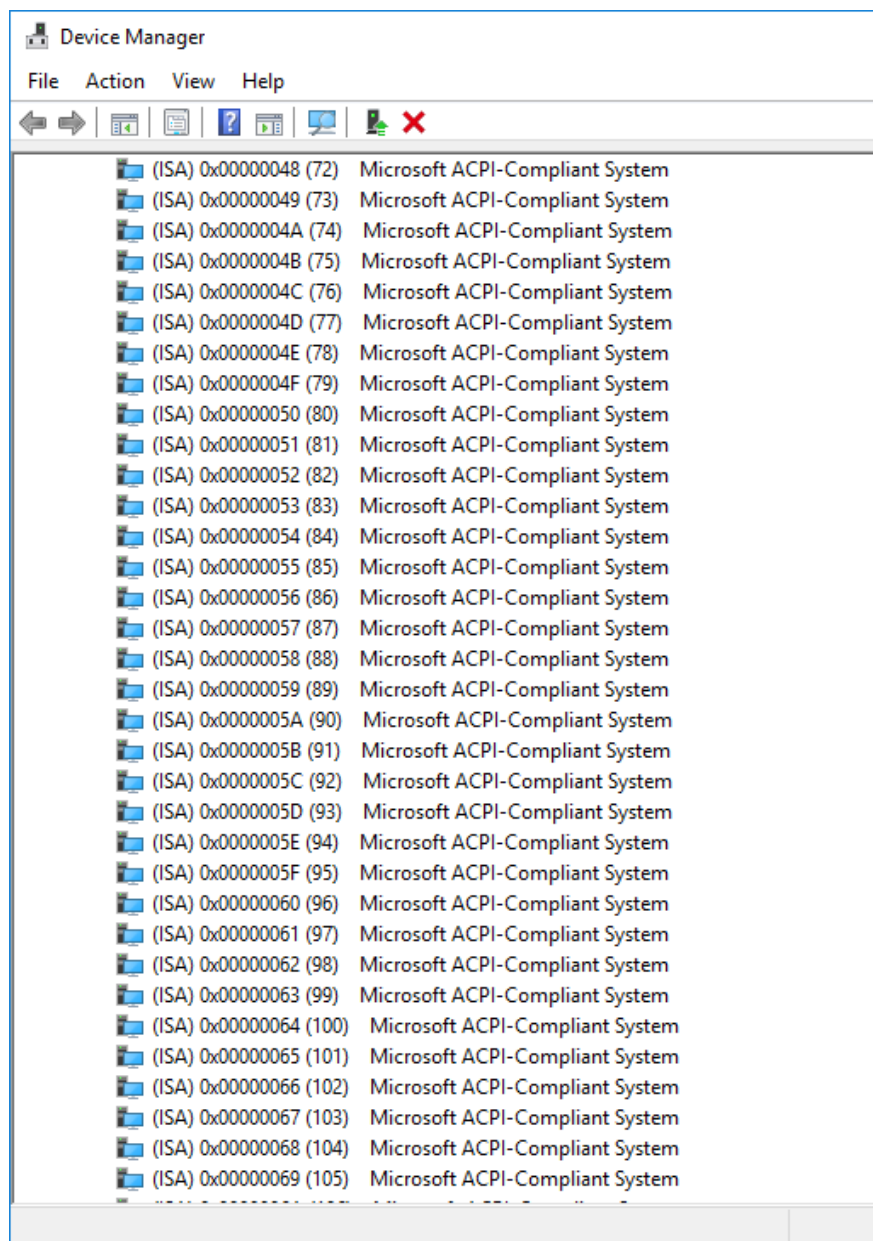 Device Manager
File Action View Help
(ISA) 0x00000048 (72) Microsoft ACPI-Compliant System
(ISA) 0x00000049 (73) Microsoft ACPI-Compliant System
(ISA) 0x0000004A (74) Microsoft ACPI-Compliant System
(ISA) 0x0000004B (75) Microsoft ACPI-Compliant System
(ISA) 0x0000004C (76) Microsoft ACPI-Compliant System
(ISA) 0x0000004D (77) Microsoft ACPI-Compliant System
(ISA) 0x0000004E (78) Microsoft ACPI-Compliant System
(ISA) 0x0000004F (79) Microsoft ACPI-Compliant System
(ISA) 0x00000050 (80) Microsoft ACPI-Compliant System
(ISA) 0x00000051 (81) Microsoft ACPI-Compliant System
(ISA) 0x00000052 (82) Microsoft ACPI-Compliant System
(ISA) 0x00000053 (83) Microsoft ACPI-Compliant System
(ISA) 0x00000054 (84) Microsoft ACPI-Compliant System
(ISA) 0x00000055 (85) Microsoft ACPI-Compliant System
(ISA) 0x00000056 (86) Microsoft ACPI-Compliant System
(ISA) 0x00000057 (87) Microsoft ACPI-Compliant System
(ISA) 0x00000058 (88) Microsoft ACPI-Compliant System
(ISA) 0x00000059 (89) Microsoft ACPI-Compliant System
(ISA) 0x0000005A (90) Microsoft ACPI-Compliant System
(ISA) 0x0000005B (91) Microsoft ACPI-Compliant System
(ISA) 0x0000005C (92) Microsoft ACPI-Compliant System
(ISA) 0x0000005D (93) Microsoft ACPI-Compliant System
(ISA) 0x0000005E (94) Microsoft ACPI-Compliant System
(ISA) 0x0000005F (95) Microsoft ACPI-Compliant System
(ISA) 0x00000060 (96) Microsoft ACPI-Compliant System
(ISA) 0x00000061 (97) Microsoft ACPI-Compliant System
(ISA) 0x00000062 (98) Microsoft ACPI-Compliant System
(ISA) 0x00000063 (99) Microsoft ACPI-Compliant System
(ISA) 0x00000064 (100) Microsoft ACPI-Compliant System
(ISA) 0x00000065 (101) Microsoft ACPI-Compliant System
(ISA) 0x00000066 (102) Microsoft ACPI-Compliant System
(ISA) 0x00000067 (103) Microsoft ACPI-Compliant System
(ISA) 0x00000068 (104) Microsoft ACPI-Compliant System
(ISA) 0x00000069 (105) Microsoft ACPI-Compliant System